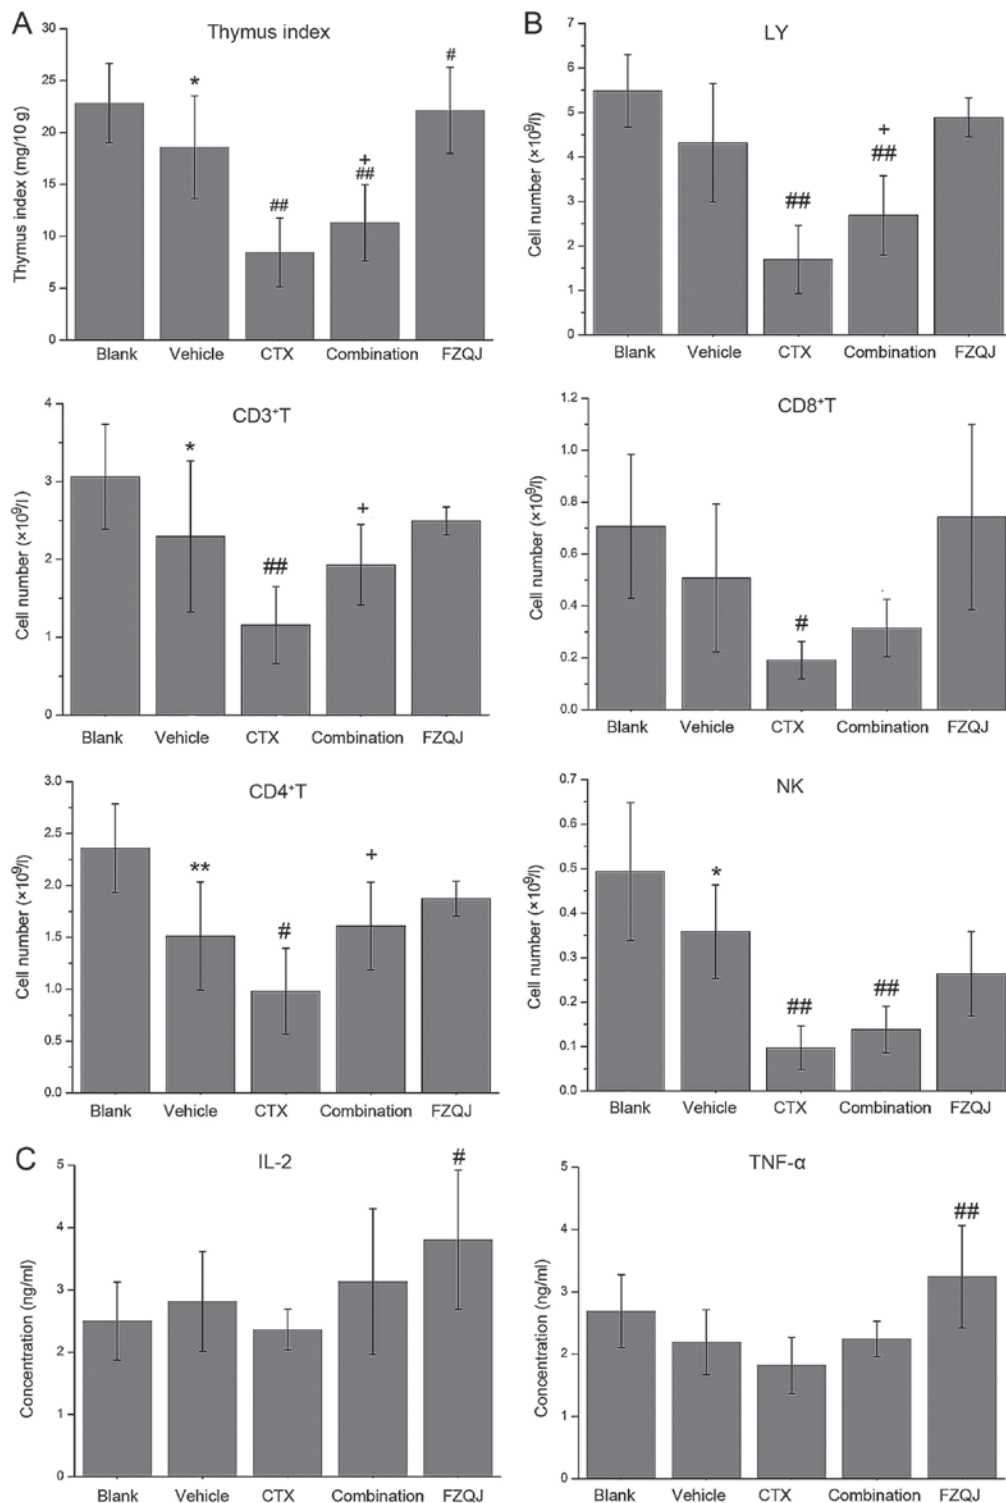 A
Thymus index
Thymus index (mg/10 g)
30
25
20
15
10
5
0
*
##
+
##
#
Blank Vehicle CTX Combination FZQJ
B
LY
Cell number (×10⁹/l)
7
6
5
4
3
2
1
0
##
+
##
Blank Vehicle CTX Combination FZQJ
CD3⁺T
Cell number (×10⁹/l)
4
3
2
1
0
*
##
+
Blank Vehicle CTX Combination FZQJ
CD8⁺T
Cell number (×10⁹/l)
1.2
1.0
0.8
0.6
0.4
0.2
0.0
#
Blank Vehicle CTX Combination FZQJ
CD4⁺T
Cell number (×10⁹/l)
3.0
2.5
2.0
1.5
1.0
0.5
0.0
**
#
+
Blank Vehicle CTX Combination FZQJ
NK
Cell number (×10⁹/l)
0.7
0.6
0.5
0.4
0.3
0.2
0.1
0.0
*
##
##
Blank Vehicle CTX Combination FZQJ
C
IL-2
Concentration (ng/ml)
5
4
3
2
1
0
#
Blank Vehicle CTX Combination FZQJ
TNF-α
Concentration (ng/ml)
5
4
3
2
1
0
##
Blank Vehicle CTX Combination FZQJ